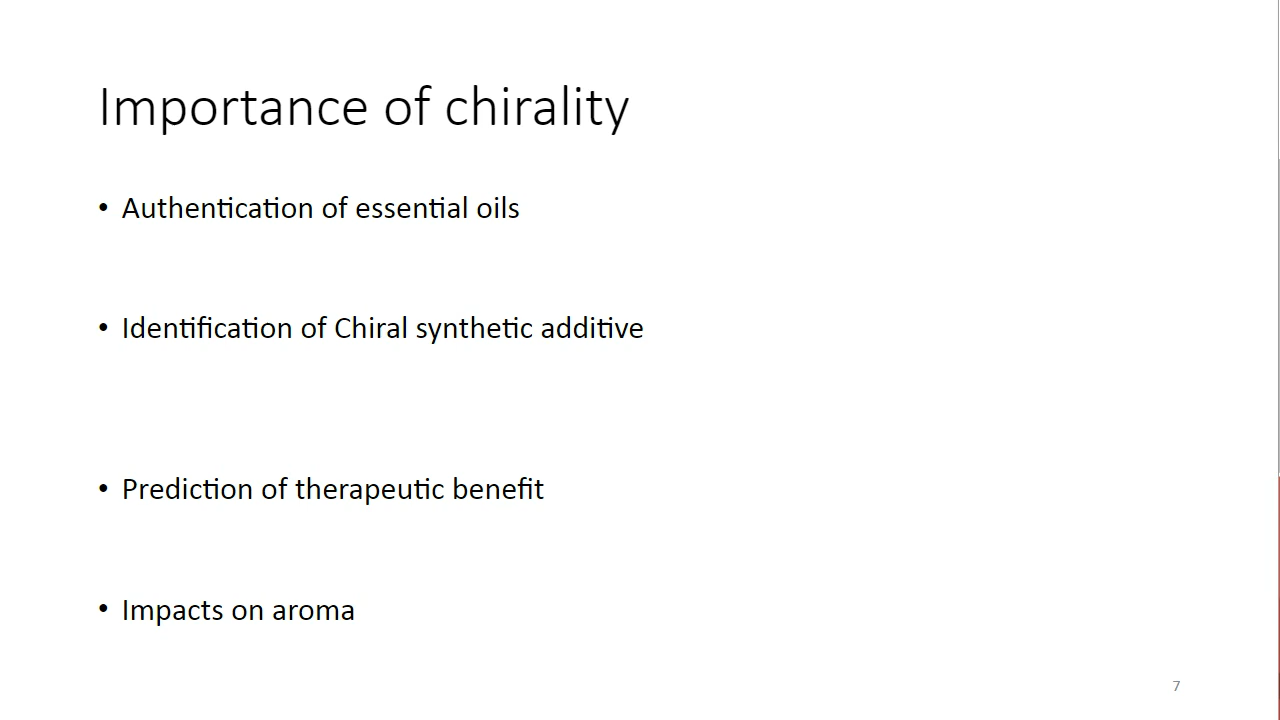 Importance of chirality
• Authentication of essential oils
• Identification of Chiral synthetic additive
• Prediction of therapeutic benefit
• Impacts on aroma
7